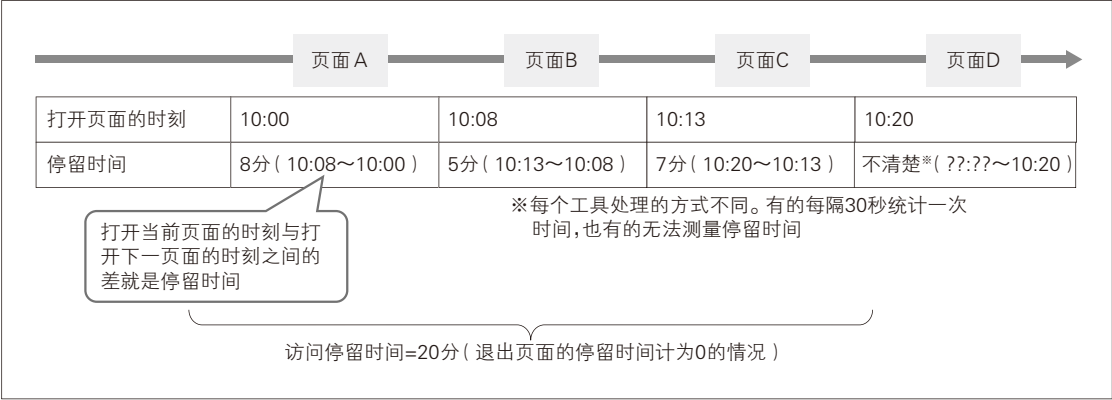 页面A 页面B 页面C 页面D
打开页面的时刻 10:00 10:08 10:13 10:20
停留时间 8分(10:08～10:00) 5分(10:13～10:08) 7分(10:20～10:13) 不清楚※(??:??～10:20)
※每个工具处理的方式不同。有的每隔30秒统计一次
时间,也有的无法测量停留时间
打开当前页面的时刻与打
开下一页面的时刻之间的
差就是停留时间
访问停留时间=20分(退出页面的停留时间计为0的情况)